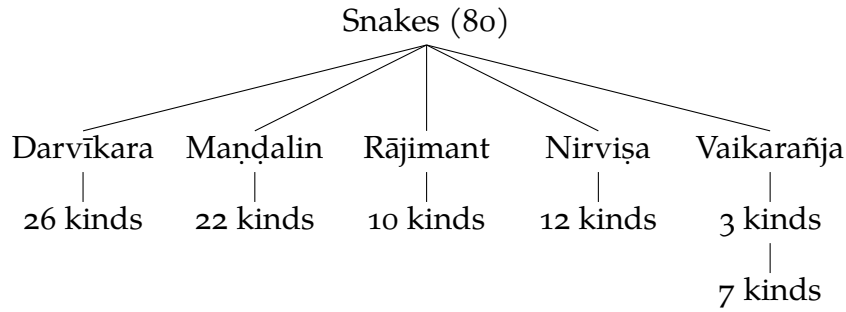 Snakes (80)
Darvīkara Maṇḍalin Rājimant Nirviṣa Vaikarañja
26 kinds 22 kinds 10 kinds 12 kinds 3 kinds
7 kinds